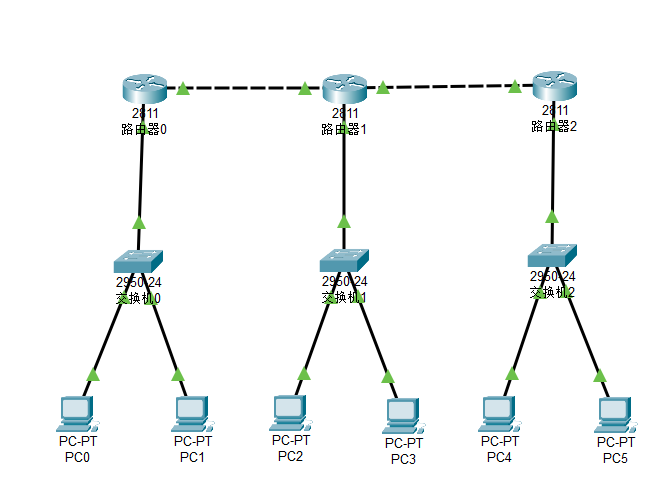 2811
路由器0
2811
路由器1
2811
路由器2
2950-24
交换机0
2950-24
交换机1
2950-24
交换机2
PC-PT
PC0
PC-PT
PC1
PC-PT
PC2
PC-PT
PC3
PC-PT
PC4
PC-PT
PC5